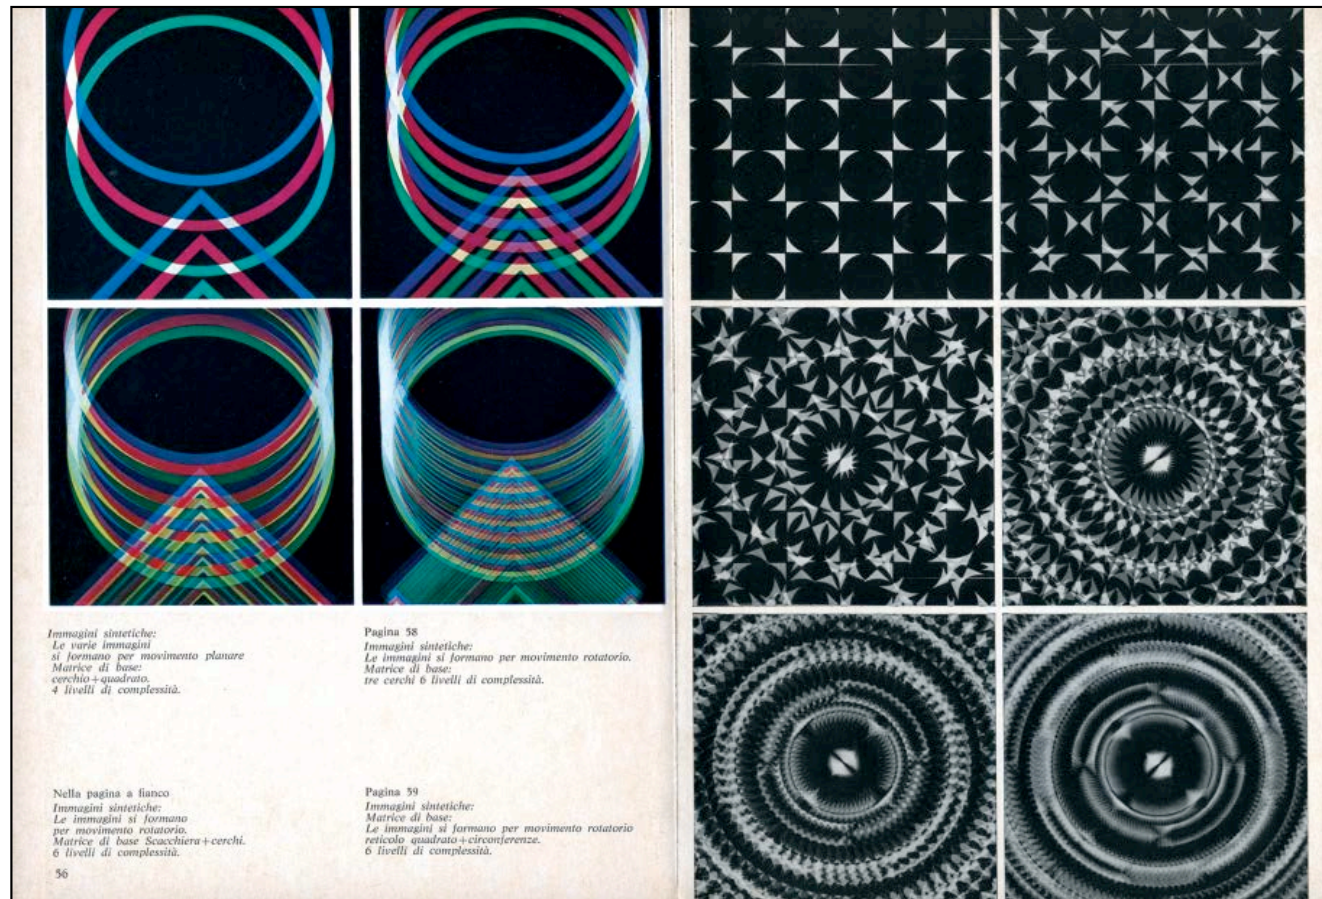 Immagini sintetiche:
Le varie immagini
si formano per movimento planare
Matrice di base:
cerchio+quadrato.
4 livelli di complessità.
Pagina 58
Immagini sintetiche:
Le immagini si formano per movimento rotatorio.
Matrice di base:
tre cerchi 6 livelli di complessità.
Nella pagina a fianco
Immagini sintetiche:
Le immagini si formano
per movimento rotatorio.
Matrice di base Scacchiera+cerchi.
6 livelli di complessità.
Pagina 59
Immagini sintetiche:
Matrice di base:
Le immagini si formano per movimento rotatorio
reticolo quadrato+circonferenze.
6 livelli di complessità.
56